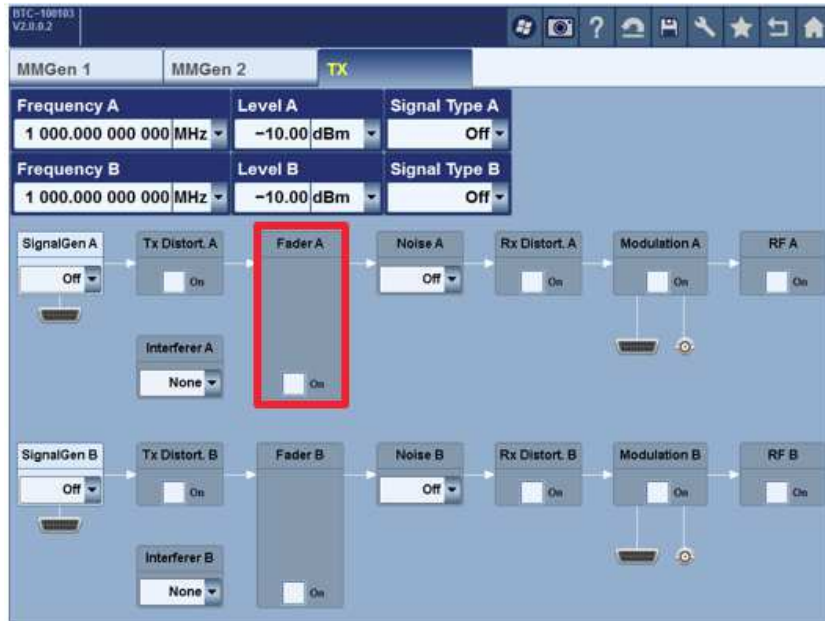 BTC-100103
V2.0.0.2
?
MMGen 1 MMGen 2 TX
Frequency A Level A Signal Type A
1 000.000 000 000 MHz −10.00 dBm Off
Frequency B Level B Signal Type B
1 000.000 000 000 MHz −10.00 dBm Off
SignalGen A Tx Distort. A Fader A Noise A Rx Distort. A Modulation A RF A
Off On Off On On On
Interferer A
None On
SignalGen B Tx Distort. B Fader B Noise B Rx Distort. B Modulation B RF B
Off On Off On On On
Interferer B
None On